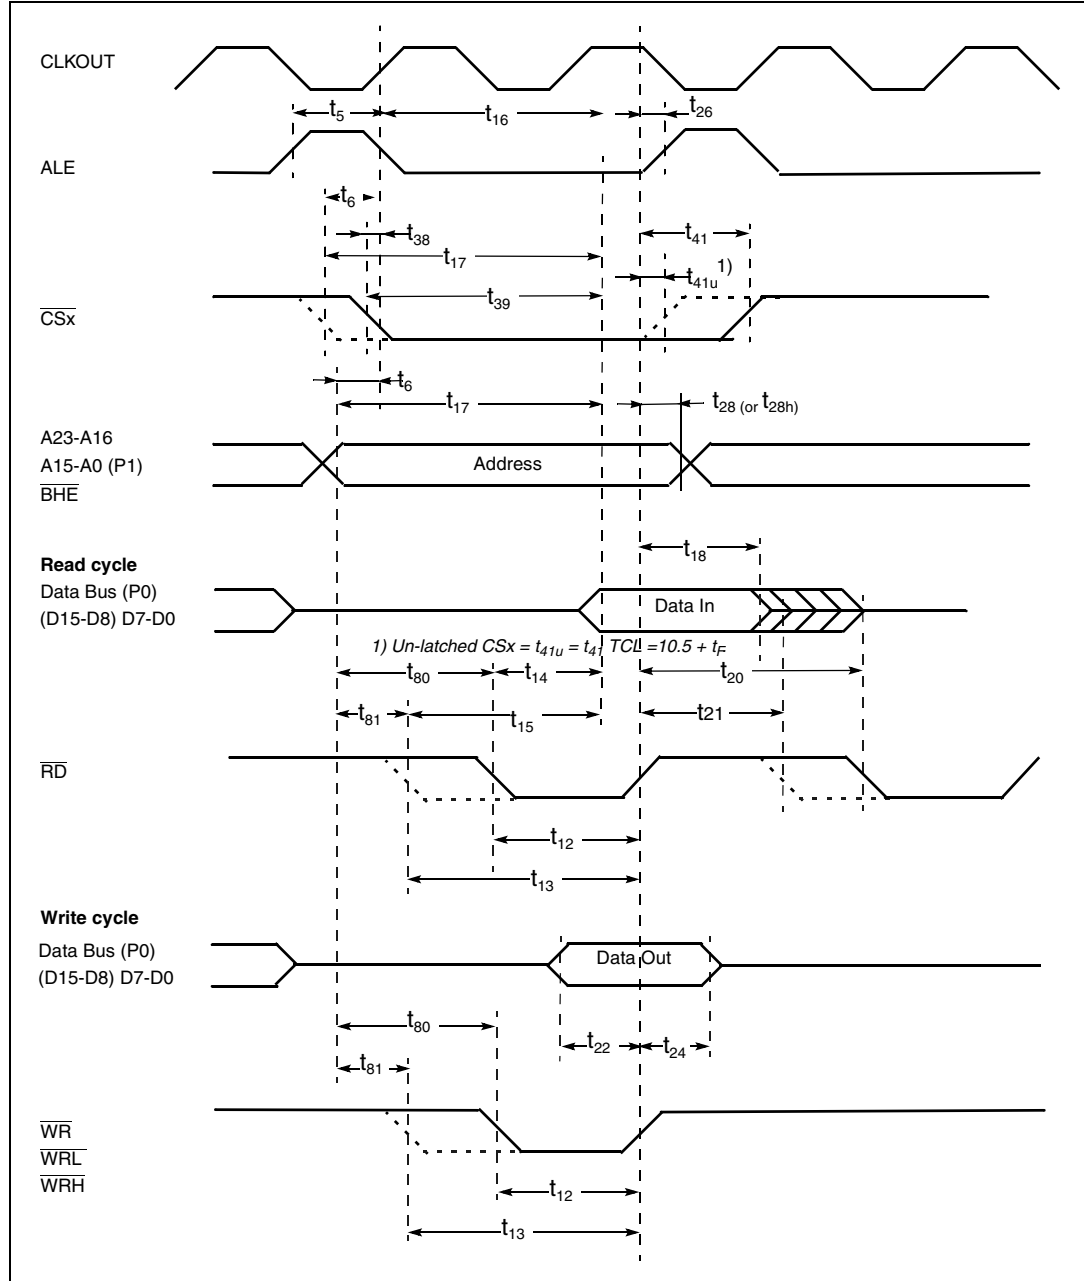 CLKOUT
t5
t16
t26
ALE
t6
t38
t41
t17
t41u 1)
t39
CSx
t6
t17
t28 (or t28h)
A23-A16
A15-A0 (P1)
Address
BHE
t18
Read cycle
Data Bus (P0)
Data In
(D15-D8) D7-D0
1) Un-latched CSx = t41u = t41 TCL =10.5 + tF
t80
t14
t20
t81
t15
t21
RD
t12
t13
Write cycle
Data Bus (P0)
Data Out
(D15-D8) D7-D0
t80
t22
t24
t81
WR
WRL
WRH
t12
t13